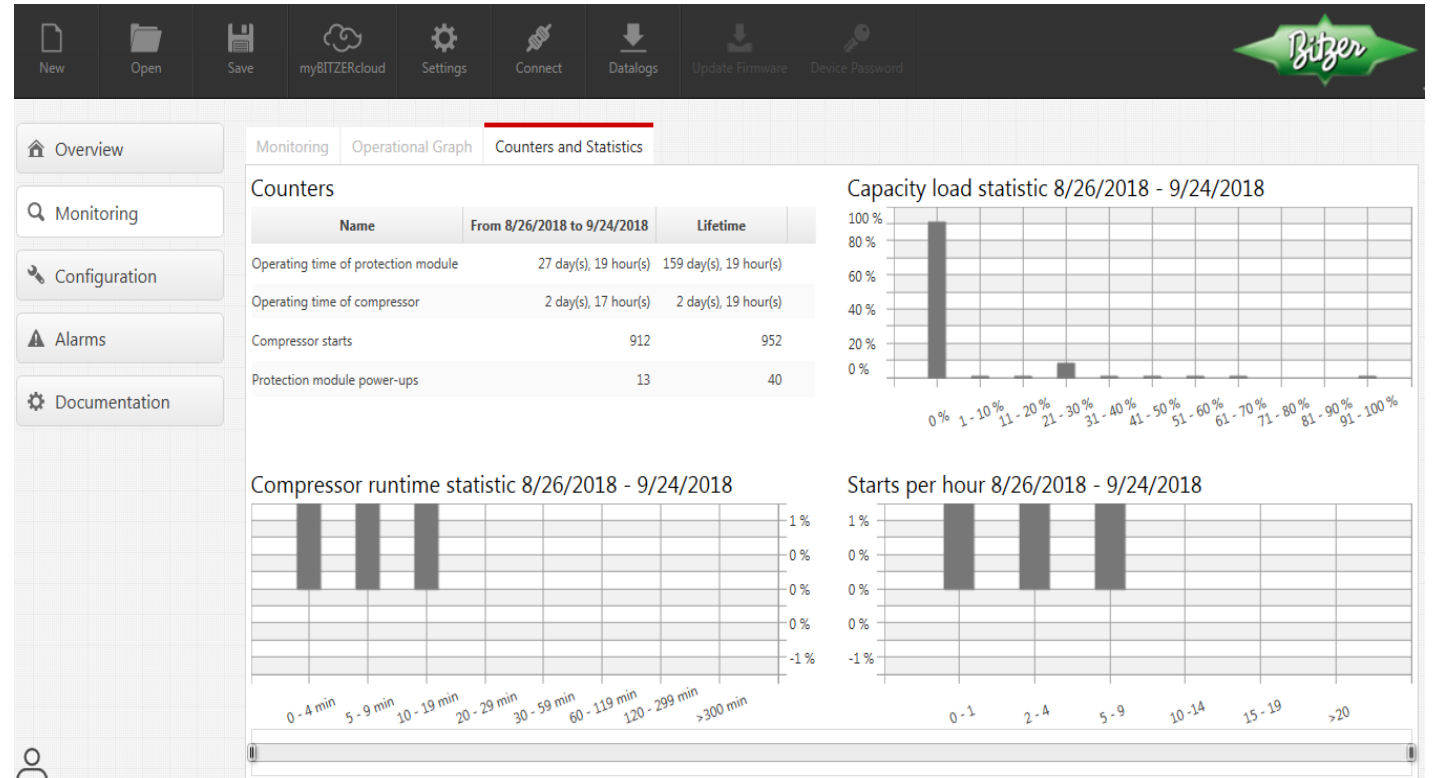 New Open Save myBITZERcloud Settings Connect Datalogs Update Firmware Device Password
Bitzer
Overview
Monitoring
Configuration
Alarms
Documentation
Monitoring Operational Graph Counters and Statistics
Counters
Name From 8/26/2018 to 9/24/2018 Lifetime
Operating time of protection module 27 day(s), 19 hour(s) 159 day(s), 19 hour(s)
Operating time of compressor 2 day(s), 17 hour(s) 2 day(s), 19 hour(s)
Compressor starts 912 952
Protection module power-ups 13 40
Capacity load statistic 8/26/2018 - 9/24/2018
100 %
80 %
60 %
40 %
20 %
0 %
0 % 1 - 10 % 11 - 20 % 21 - 30 % 31 - 40 % 41 - 50 % 51 - 60 % 61 - 70 % 71 - 80 % 81 - 90 % 91 - 100 %
Compressor runtime statistic 8/26/2018 - 9/24/2018
1 %
0 %
0 %
0 %
-1 %
0 - 4 min 5 - 9 min 10 - 19 min 20 - 29 min 30 - 59 min 60 - 119 min 120 - 299 min >300 min
Starts per hour 8/26/2018 - 9/24/2018
1 %
0 %
0 %
0 %
-1 %
0 - 1 2 - 4 5 - 9 10 -14 15 - 19 >20